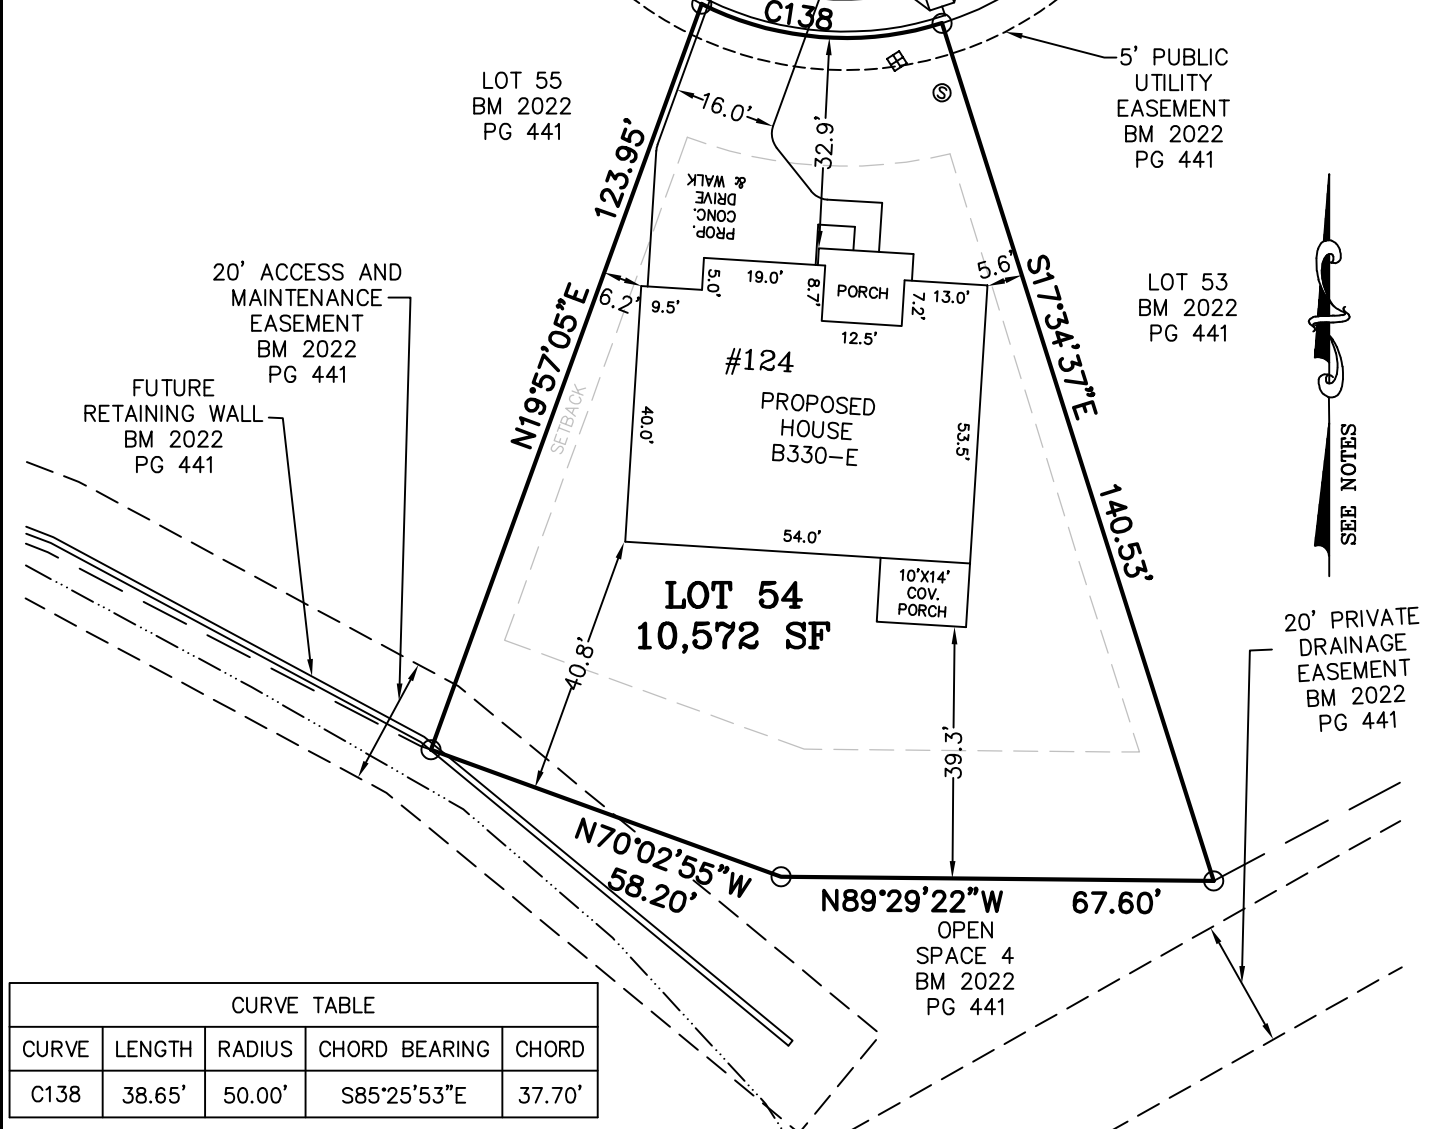 C138
LOT 55
BM 2022
PG 441
5' PUBLIC
UTILITY
EASEMENT
BM 2022
PG 441
S
16.0'
32.9'
123.95'
N19°57'05"E
PROP.
CONC.
DRIVE
& WALK
20' ACCESS AND
MAINTENANCE
EASEMENT
BM 2022
PG 441
6.2'
9.5'
5.0'
19.0'
8.7'
PORCH
7.2'
13.0'
12.5'
5.6'
S17°34'37"E
140.53'
LOT 53
BM 2022
PG 441
FUTURE
RETAINING WALL
BM 2022
PG 441
SETBACK
#124
PROPOSED
HOUSE
B330-E
40.0'
53.5'
54.0'
SEE NOTES
10'X14'
COV.
PORCH
LOT 54
10,572 SF
40.8'
39.3'
20' PRIVATE
DRAINAGE
EASEMENT
BM 2022
PG 441
N70°02'55"W
58.20'
N89°29'22"W
67.60'
OPEN
SPACE 4
BM 2022
PG 441
CURVE TABLE
CURVE LENGTH RADIUS CHORD BEARING CHORD
C138 38.65' 50.00' S85°25'53"E 37.70'